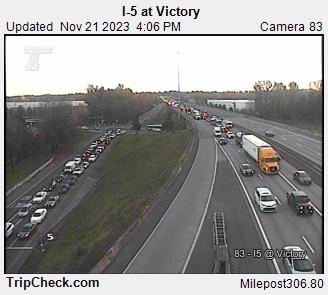 I-5 at Victory
Updated Nov 21 2023 4:06 PM Camera 83
T
S
83 - I5 @ Victory
TripCheck.com Milepost306.80